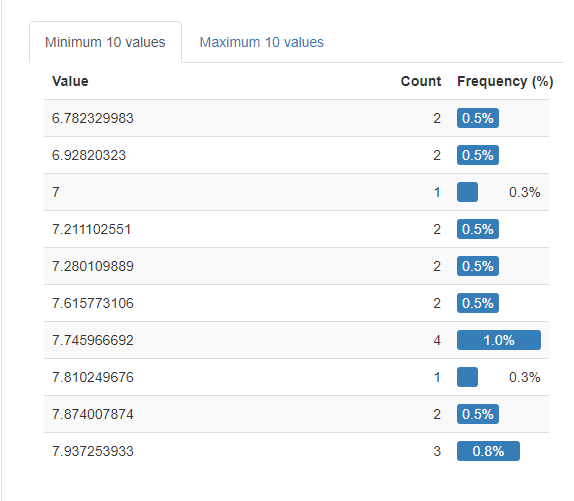 Minimum 10 values Maximum 10 values
Value Count Frequency (%)
6.782329983 2 0.5%
6.92820323 2 0.5%
7 1 0.3%
7.211102551 2 0.5%
7.280109889 2 0.5%
7.615773106 2 0.5%
7.745966692 4 1.0%
7.810249676 1 0.3%
7.874007874 2 0.5%
7.937253933 3 0.8%